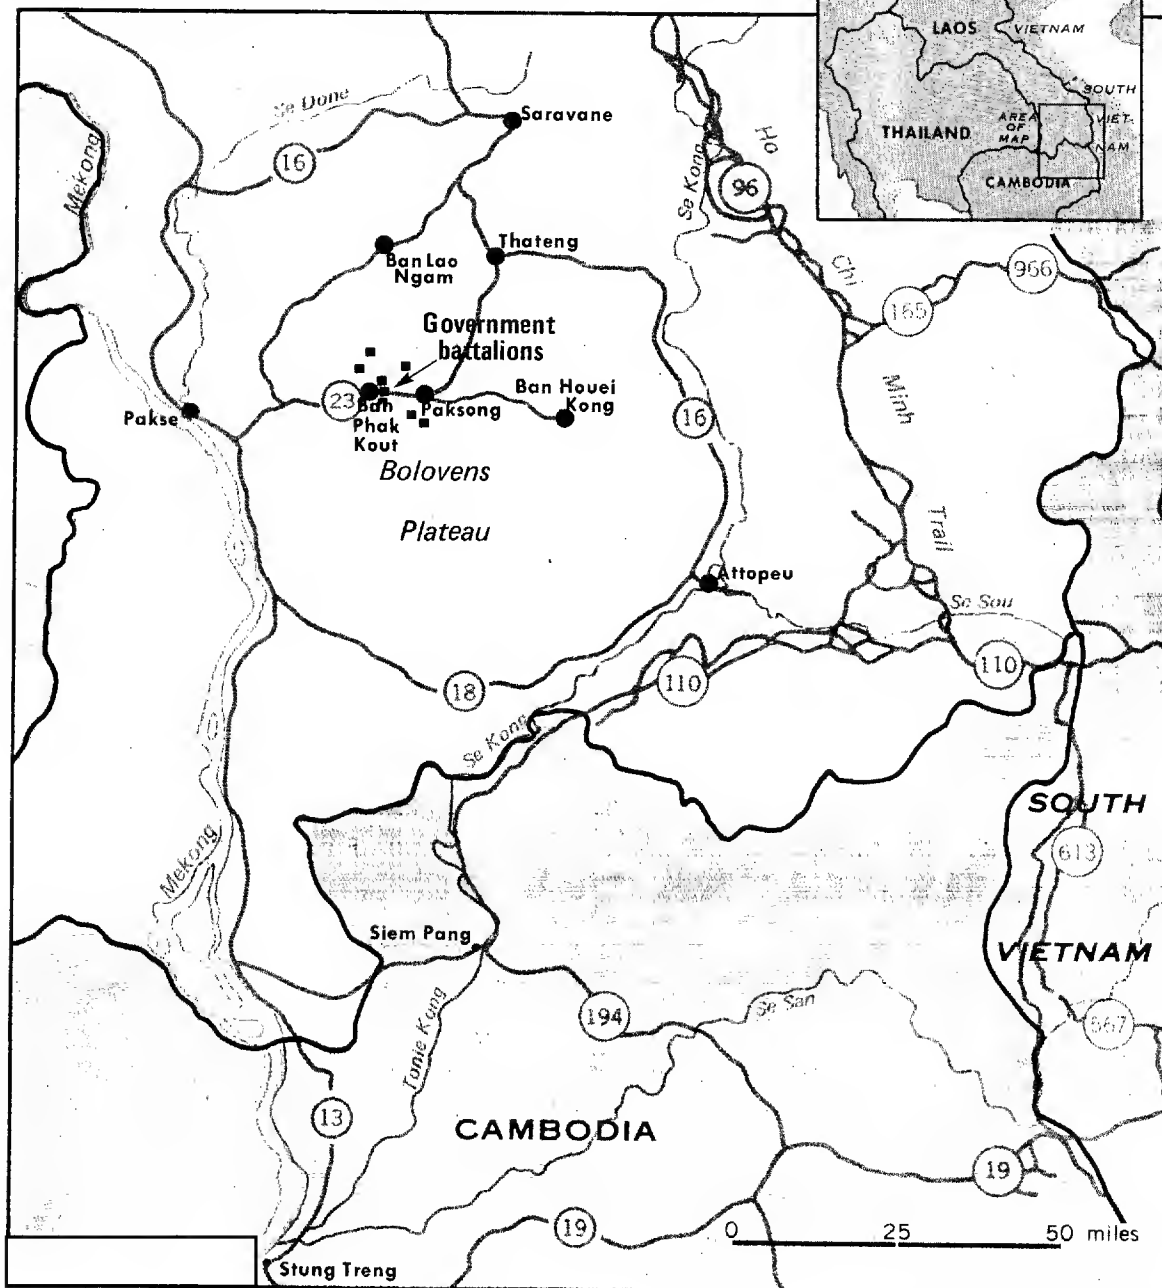 LAOS
VIETNAM
SOUTH
VIET-
NAM
THAILAND
AREA
OF
MAP
CAMBODIA
Se Done
Saravane
Mekong
16
Ho
Se Kong
96
Thateng
Ban Lao
Ngam
Chi
966
165
Government
battalions
Minh
23
Ban
Phak
Kout
Paksong
Ban Houei
Kong
16
Pakse
Bolovens
Plateau
Trail
Attopeu
Se Sou
110
110
18
Se Kong
SOUTH
613
Mekong
Siem Pang
VIETNAM
194
Se San
567
Tonle Kong
13
CAMBODIA
19
19
0 25 50 miles
Stung Treng